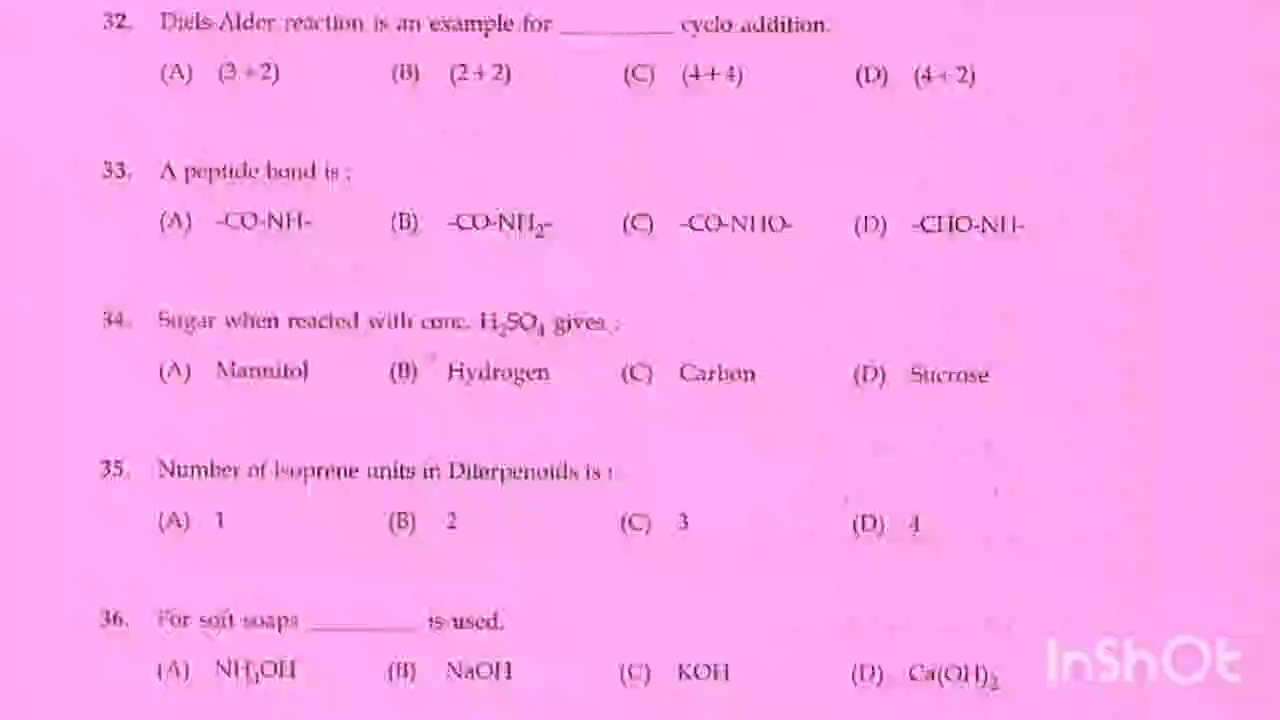 32. Diels-Alder reaction is an example for ________ cyclo addition.
(A) (3+2) (B) (2+2) (C) (4+4) (D) (4+2)
33. A peptide bond is :
(A) -CO-NH- (B) -CO-NH₂- (C) -CO-NHO- (D) -CHO-NH-
34. Sugar when reacted with conc. H₂SO₄ gives :
(A) Mannitol (B) Hydrogen (C) Carbon (D) Sucrose
35. Number of Isoprene units in Diterpenoids is :
(A) 1 (B) 2 (C) 3 (D) 4
36. For soft soaps ________ is used.
(A) NH₄OH (B) NaOH (C) KOH (D) Ca(OH)₂
InShOt